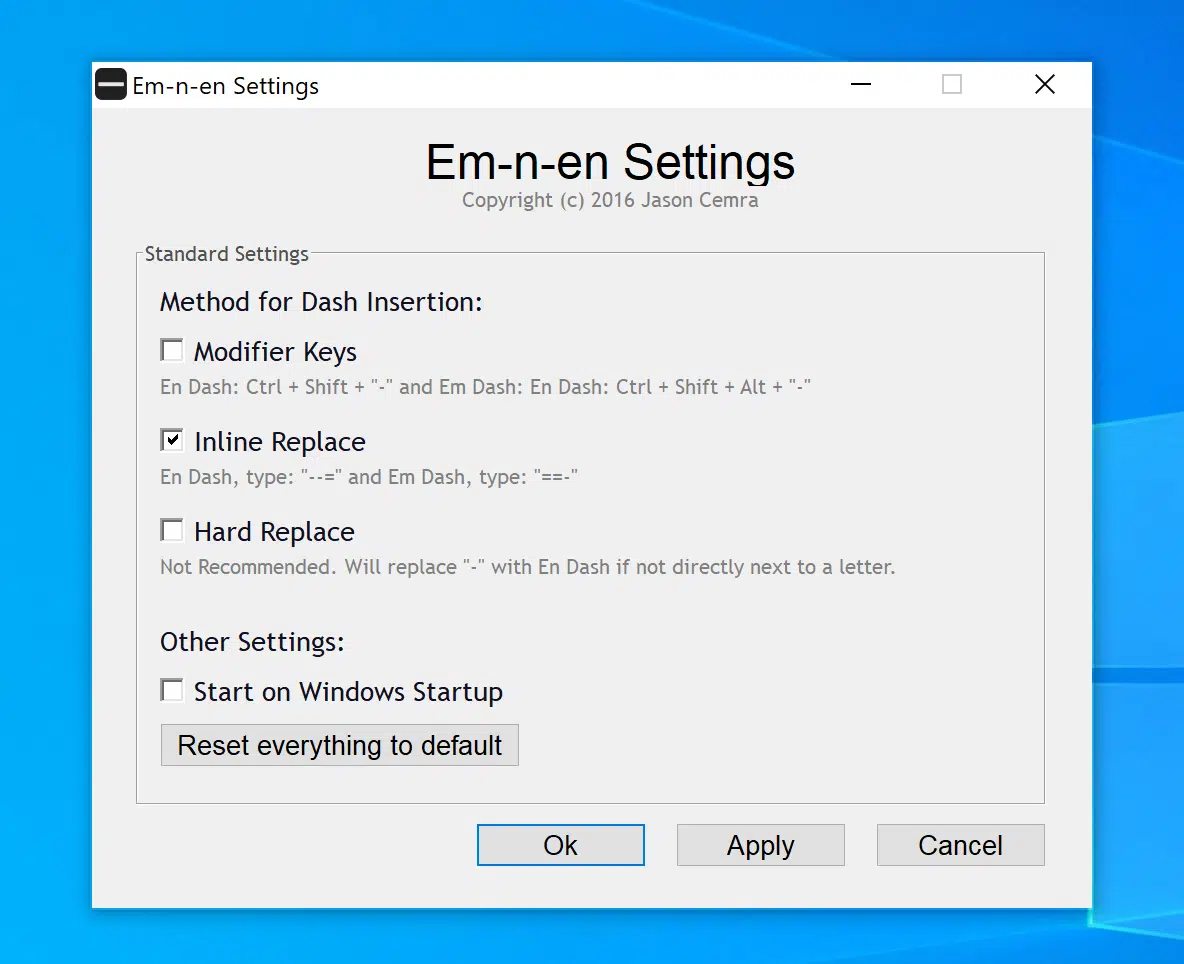 Em-n-en Settings
Em-n-en Settings
Copyright (c) 2016 Jason Cemra
Standard Settings
Method for Dash Insertion:
Modifier Keys
En Dash: Ctrl + Shift + "-" and Em Dash: En Dash: Ctrl + Shift + Alt + "-"
Inline Replace
En Dash, type: "--=" and Em Dash, type: "==-"
Hard Replace
Not Recommended. Will replace "-" with En Dash if not directly next to a letter.
Other Settings:
Start on Windows Startup
Reset everything to default
Ok Apply Cancel